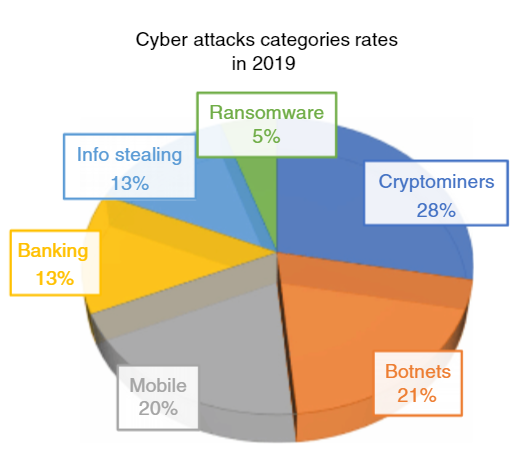 Cyber attacks categories rates
in 2019
Ransomware
5%
Info stealing
13%
Cryptominers
28%
Banking
13%
Botnets
21%
Mobile
20%